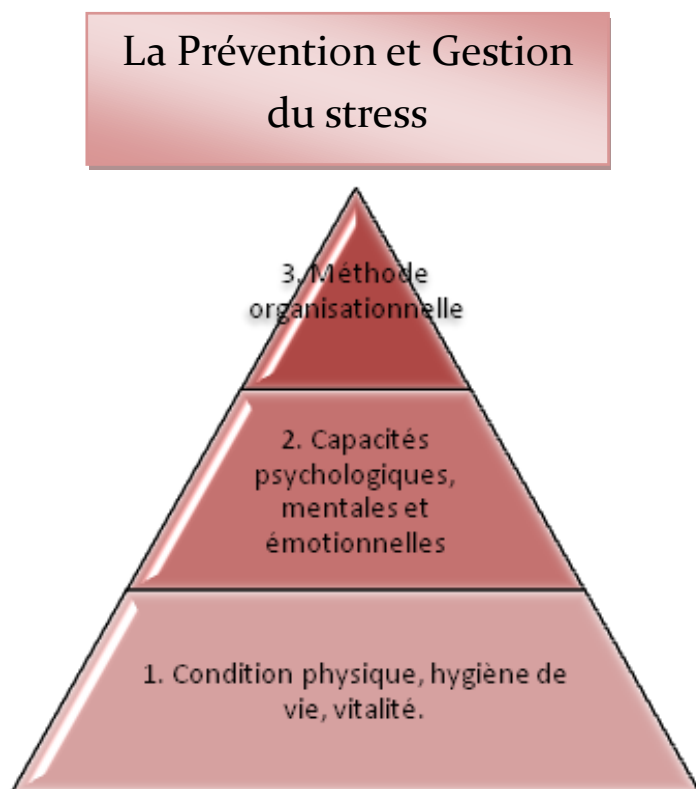 La Prévention et Gestion
du stress
3. Méthode
organisationnelle
2. Capacités
psychologiques,
mentales et
émotionnelles
1. Condition physique, hygiène de
vie, vitalité.